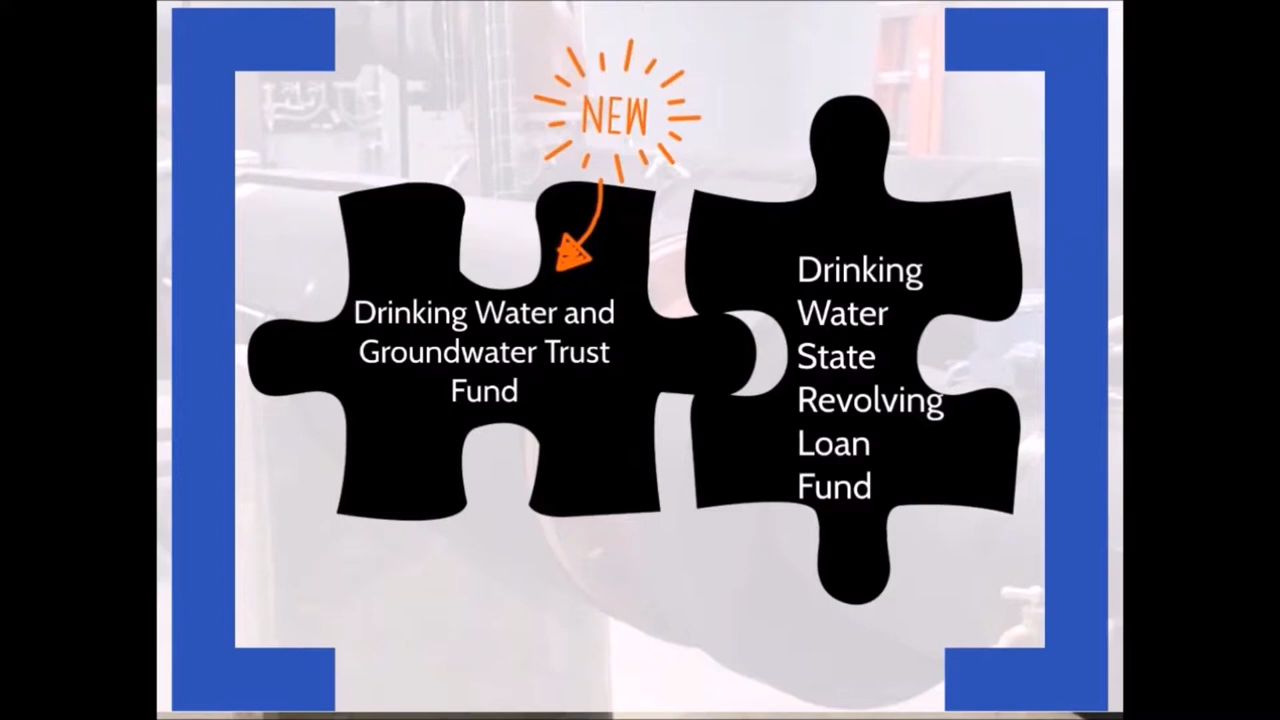 NEW
Drinking Water and
Groundwater Trust
Fund
Drinking
Water
State
Revolving
Loan
Fund